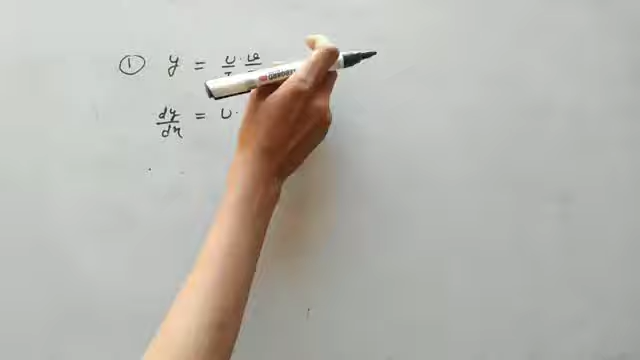 ① y = u · v
dy/dx = u ·